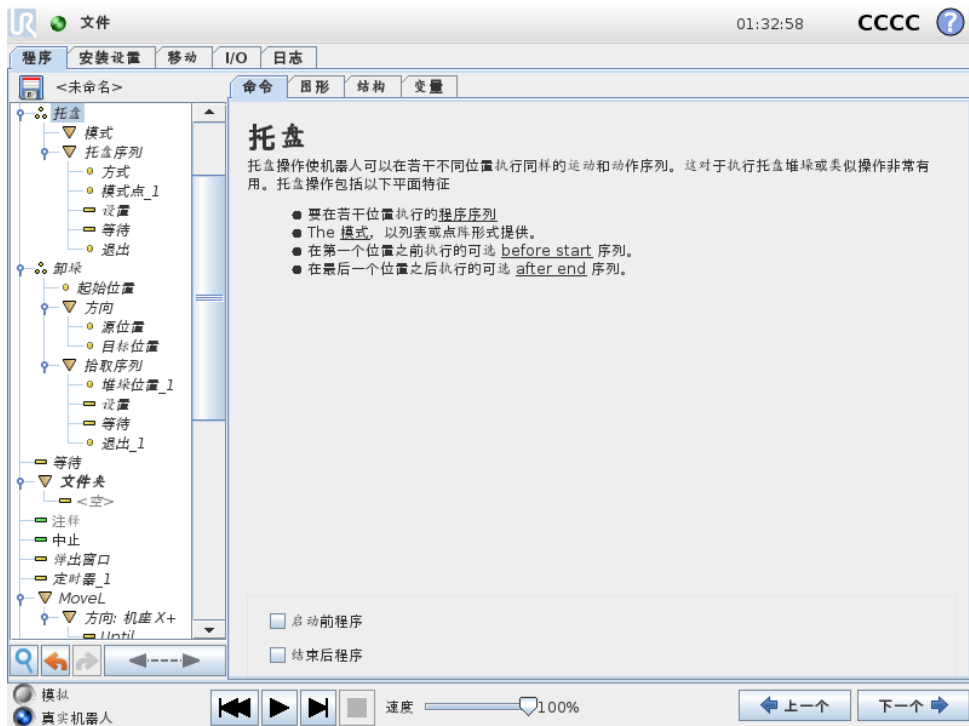 UR 文件 01:32:58 CCCC ?
程序 安装设置 移动 I/O 日志
<未命名>
命令 图形 结构 变量
托盘
模式
托盘序列
方式
模式点_1
设置
等待
退出
卸垛
起始位置
方向
源位置
目标位置
拾取序列
堆垛位置_1
设置
等待
退出_1
等待
文件夹
<空>
注释
中止
弹出窗口
定时器_1
MoveL
方向: 机座 X+
Until
托盘
托盘操作使机器人可以在若干不同位置执行同样的运动和动作序列。这对于执行托盘堆垛或类似操作非常有
用。托盘操作包括以下平面特征
● 要在若干位置执行的程序序列
● The 模式，以列表或点阵形式提供。
● 在第一个位置之前执行的可选 before start 序列。
● 在最后一个位置之后执行的可选 after end 序列。
启动前程序
结束后程序
模拟
真实机器人
速度 100%
上一个 下一个